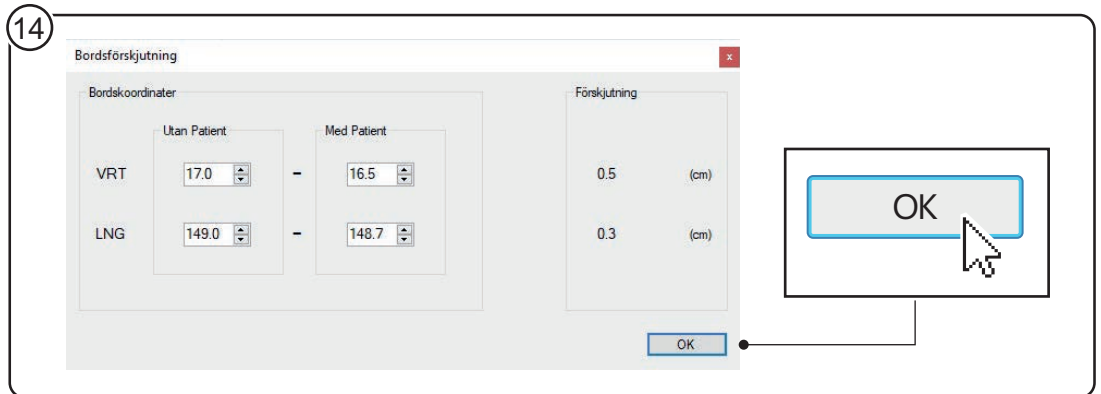 14
Bordsförskjutning
x
Bordskoordinater
Förskjutning
Utan Patient
Med Patient
VRT 17.0 - 16.5 0.5 (cm)
LNG 149.0 - 148.7 0.3 (cm)
OK
OK